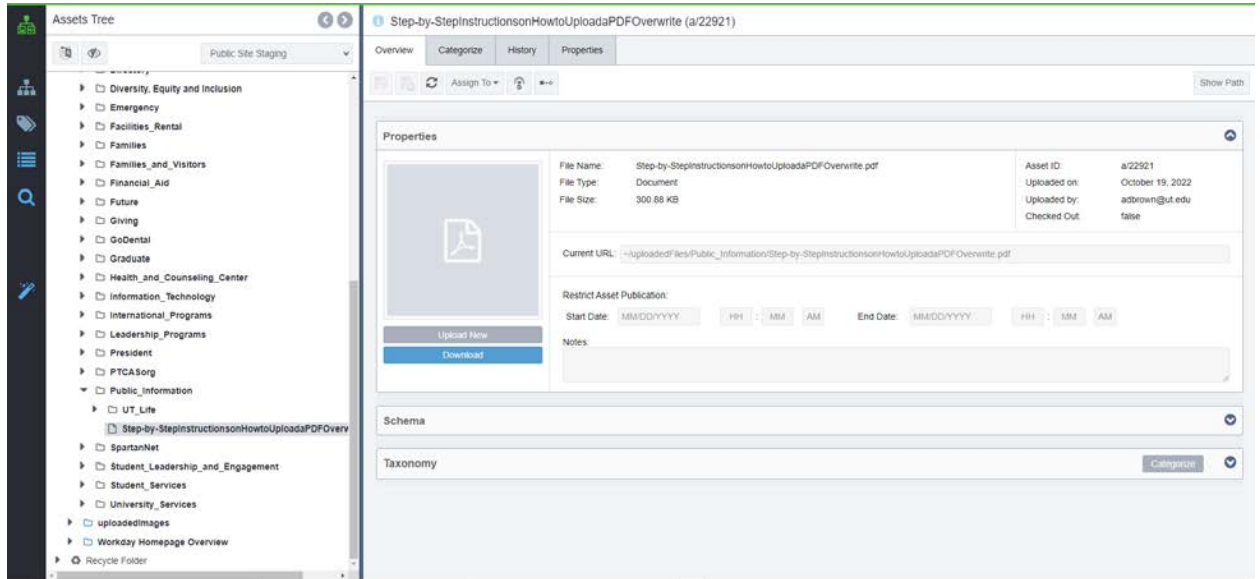 Assets Tree
Public Site Staging
Directory
Diversity, Equity and Inclusion
Emergency
Facilities_Rental
Families
Families_and_Visitors
Financial_Aid
Future
Giving
GoDental
Graduate
Health_and_Counseling_Center
Information_Technology
International_Programs
Leadership_Programs
President
PTCASorg
Public_Information
UT_Life
Step-by-StepInstructionsonHowtoUploadaPDFOverw
SpartanNet
Student_Leadership_and_Engagement
Student_Services
University_Services
uploadedImages
Workday Homepage Overview
Recycle Folder
Step-by-StepInstructionsonHowtoUploadaPDFOverwrite (a/22921)
Overview Categorize History Properties
Assign To Show Path
Properties
File Name: Step-by-StepInstructionsonHowtoUploadaPDFOverwrite.pdf
File Type: Document
File Size: 300.88 KB
Asset ID: a/22921
Uploaded on: October 19, 2022
Uploaded by: adbrown@ut.edu
Checked Out: false
Current URL: ~/uploadedFiles/Public_Information/Step-by-StepInstructionsonHowtoUploadaPDFOverwrite.pdf
Restrict Asset Publication:
Start Date: MM/DD/YYYY HH : MM AM End Date: MM/DD/YYYY HH : MM AM
Notes:
Upload New
Download
Schema
Taxonomy Categorize